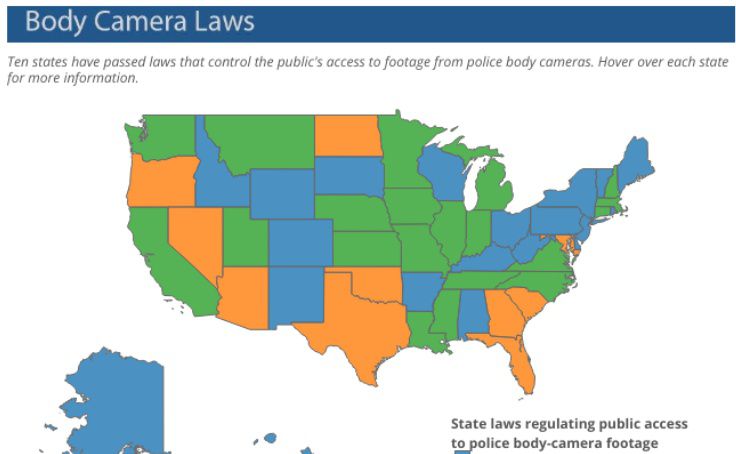 Body Camera Laws
Ten states have passed laws that control the public's access to footage from police body cameras. Hover over each state
for more information.
State laws regulating public access
to police body-camera footage